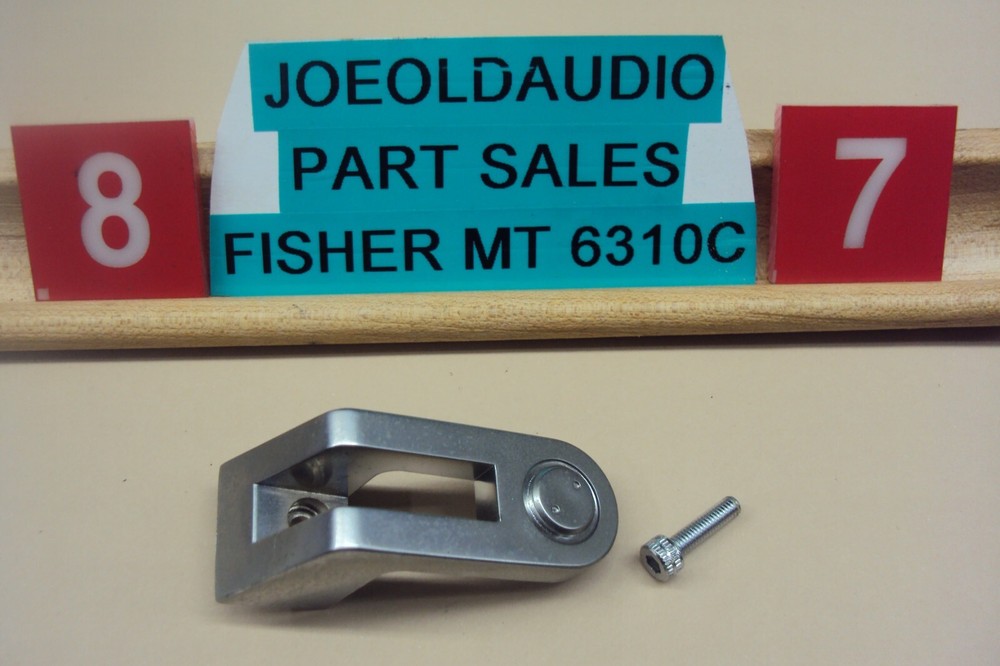 JOEOLDAUDIO
PART SALES
FISHER MT 6310C
8
7